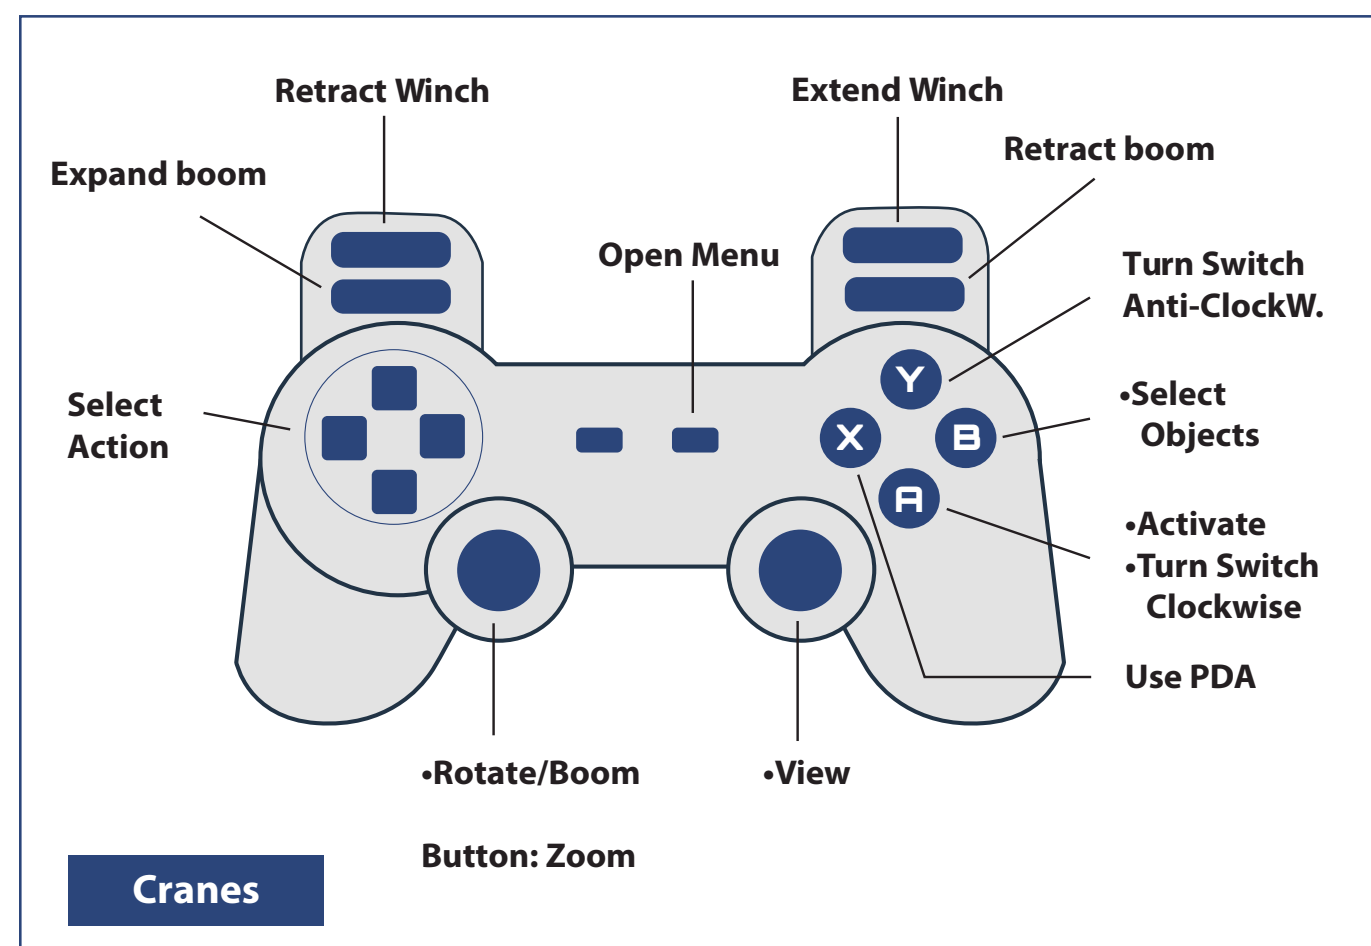 Retract Winch
Extend Winch
Retract boom
Expand boom
Open Menu
Turn Switch
Anti-ClockW.
Y
Select
Action
•Select
Objects
X
B
A
•Activate
•Turn Switch
Clockwise
Use PDA
•Rotate/Boom
•View
Button: Zoom
Cranes